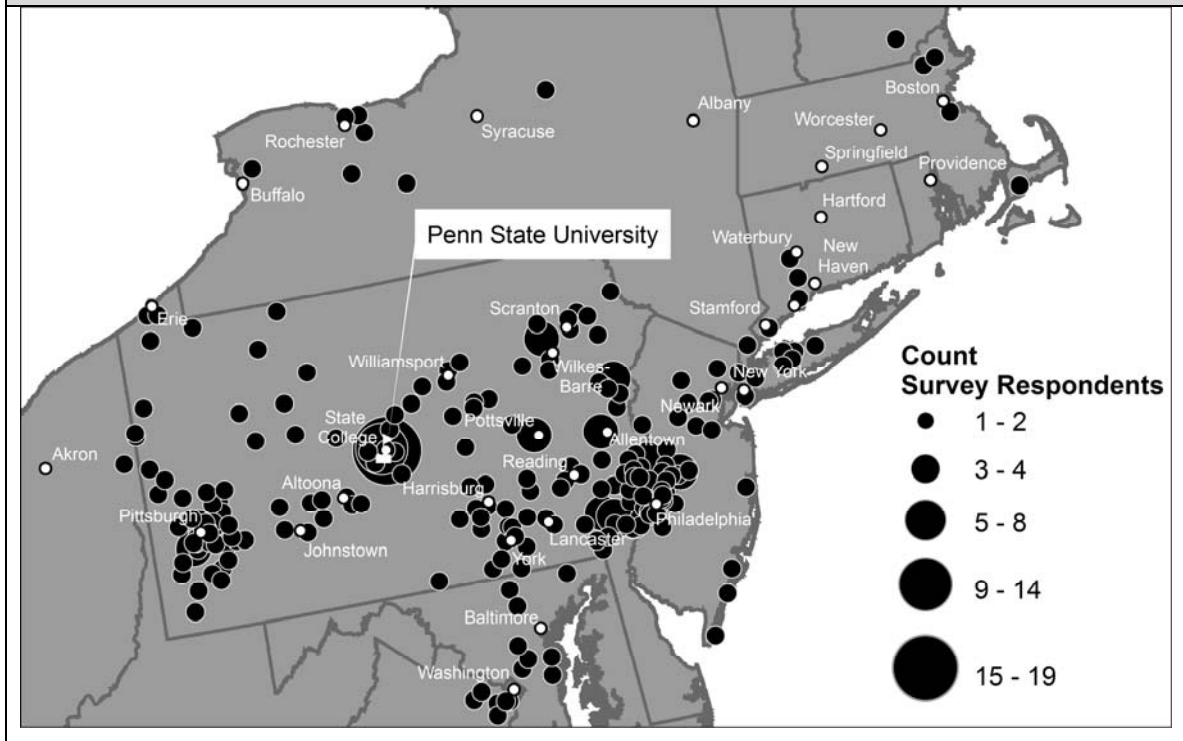 Boston
Albany
Syracuse
Worcester
Rochester
Springfield
Providence
Buffalo
Hartford
Penn State University
Waterbury
New
Haven
Scranton
Stamford
Erie
Williamsport
Wilkes-
Barre
New York
Newark
Count
Survey Respondents
1 - 2
3 - 4
5 - 8
9 - 14
15 - 19
State
College
Pottsville
Allentown
Akron
Reading
Altoona
Harrisburg
Pittsburgh
Philadelphia
Johnstown
Lancaster
York
Baltimore
Washington